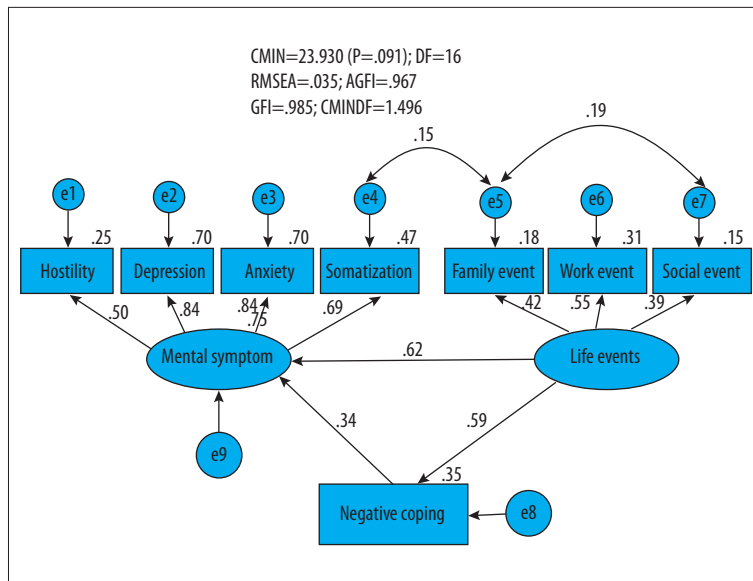 CMIN=23.930 (P=.091); DF=16
RMSEA=.035; AGFI=.967
GFI=.985; CMINDF=1.496
.15
.19
e1
e2
e3
e4
e5
e6
e7
.25
.70
.70
.47
.18
.31
.15
Hostility
Depression
Anxiety
Somatization
Family event
Work event
Social event
.50
.84
.84
.75
.69
.42
.55
.39
Mental symptom
Life events
.62
.34
.59
e9
.35
Negative coping
e8